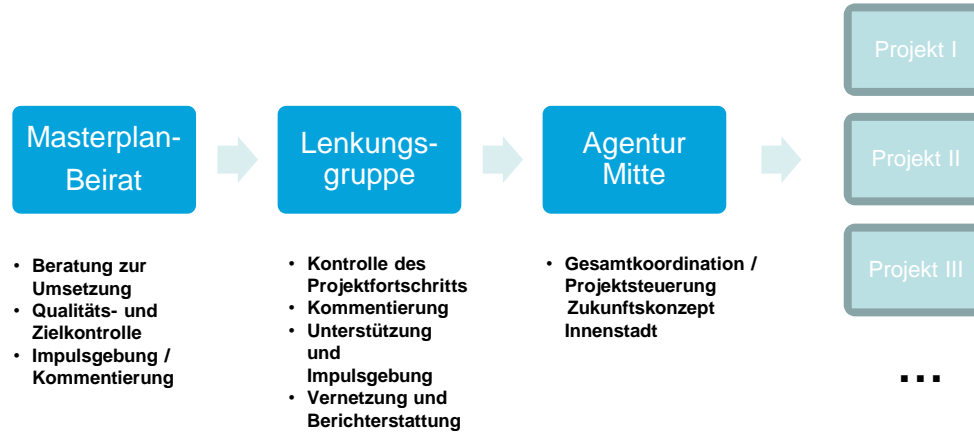 Masterplan-
Beirat
• Beratung zur
Umsetzung
• Qualitäts- und
Zielkontrolle
• Impulsgebung /
Kommentierung
Lenkungs-
gruppe
• Kontrolle des
Projektfortschritts
• Kommentierung
• Unterstützung
und
Impulsgebung
• Vernetzung und
Berichterstattung
Agentur
Mitte
• Gesamtkoordination /
Projektsteuerung
Zukunftskonzept
Innenstadt
Projekt I
Projekt II
Projekt III
...